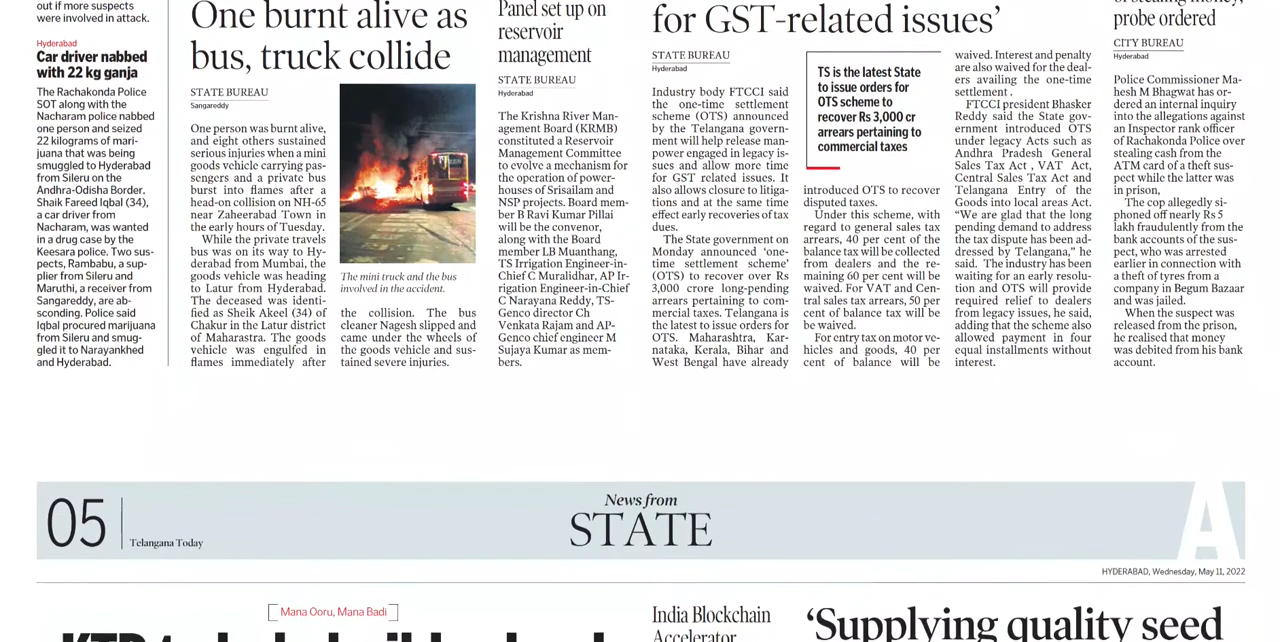 out if more suspects
were involved in attack.
Hyderabad
Car driver nabbed
with 22 kg ganja
The Rachakonda Police
SOT along with the
Nacharam police nabbed
one person and seized
22 kilograms of mari-
juana that was being
smuggled to Hyderabad
from Sileru on the
Andhra-Odisha Border.
Shaik Fareed Iqbal (34),
a car driver from
Nacharam, was wanted
in a drug case by the
Keesara police. Two sus-
pects, Rambabu, a sup-
plier from Sileru and
Maruthi, a receiver from
Sangareddy, are ab-
sconding. Police said
Iqbal procured marijuana
from Sileru and smug-
gled it to Narayankhed
and Hyderabad.
One burnt alive as
bus, truck collide
STATE BUREAU
Sangareddy
One person was burnt alive,
and eight others sustained
serious injuries when a mini
goods vehicle carrying pas-
sengers and a private bus
burst into flames after a
head-on collision on NH-65
near Zaheerabad Town in
the early hours of Tuesday.
While the private travels
bus was on its way to Hy-
derabad from Mumbai, the
goods vehicle was heading
to Latur from Hyderabad.
The deceased was identi-
fied as Sheik Akeel (34) of
Chakur in the Latur district
of Maharastra. The goods
vehicle was engulfed in
flames immediately after
The mini truck and the bus
involved in the accident.
the collision. The bus
cleaner Nagesh slipped and
came under the wheels of
the goods vehicle and sus-
tained severe injuries.
Panel set up on
reservoir
management
STATE BUREAU
Hyderabad
The Krishna River Man-
agement Board (KRMB)
constituted a Reservoir
Management Committee
to evolve a mechanism for
the operation of power-
houses of Srisailam and
NSP projects. Board mem-
ber B Ravi Kumar Pillai
will be the convenor,
along with the Board
member LB Muanthang,
TS Irrigation Engineer-in-
Chief C Muralidhar, AP Ir-
rigation Engineer-in-Chief
C Narayana Reddy, TS-
Genco director Ch
Venkata Rajam and AP-
Genco chief engineer M
Sujaya Kumar as mem-
bers.
for GST-related issues’
STATE BUREAU
Hyderabad
Industry body FTCCI said
the one-time settlement
scheme (OTS) announced
by the Telangana govern-
ment will help release man-
power engaged in legacy is-
sues and allow more time
for GST related issues. It
also allows closure to litiga-
tions and at the same time
effect early recoveries of tax
dues.
The State government on
Monday announced ‘one-
time settlement scheme’
(OTS) to recover over Rs
3,000 crore long-pending
arrears pertaining to com-
mercial taxes. Telangana is
the latest to issue orders for
OTS. Maharashtra, Kar-
nataka, Kerala, Bihar and
West Bengal have already
TS is the latest State
to issue orders for
OTS scheme to
recover Rs 3,000 cr
arrears pertaining to
commercial taxes
introduced OTS to recover
disputed taxes.
Under this scheme, with
regard to general sales tax
arrears, 40 per cent of the
balance tax will be collected
from dealers and the re-
maining 60 per cent will be
waived. For VAT and Cen-
tral sales tax arrears, 50 per
cent of balance tax will be
be waived.
For entry tax on motor ve-
hicles and goods, 40 per
cent of balance will be
waived. Interest and penalty
are also waived for the deal-
ers availing the one-time
settlement .
FTCCI president Bhasker
Reddy said the State gov-
ernment introduced OTS
under legacy Acts such as
Andhra Pradesh General
Sales Tax Act , VAT Act,
Central Sales Tax Act and
Telangana Entry of the
Goods into local areas Act.
“We are glad that the long
pending demand to address
the tax dispute has been ad-
dressed by Telangana,” he
said. The industry has been
waiting for an early resolu-
tion and OTS will provide
required relief to dealers
from legacy issues, he said,
adding that the scheme also
allowed payment in four
equal installments without
interest.
of stealing money,
probe ordered
CITY BUREAU
Hyderabad
Police Commissioner Ma-
hesh M Bhagwat has or-
dered an internal inquiry
into the allegations against
an Inspector rank officer
of Rachakonda Police over
stealing cash from the
ATM card of a theft sus-
pect while the latter was
in prison,
The cop allegedly si-
phoned off nearly Rs 5
lakh fraudulently from the
bank accounts of the sus-
pect, who was arrested
earlier in connection with
a theft of tyres from a
company in Begum Bazaar
and was jailed.
When the suspect was
released from the prison,
he realised that money
was debited from his bank
account.
05
Telangana Today
News from
STATE
A
HYDERABAD, Wednesday, May 11, 2022
Mana Ooru, Mana Badi
India Blockchain
Accelerator
‘Supplying quality seed